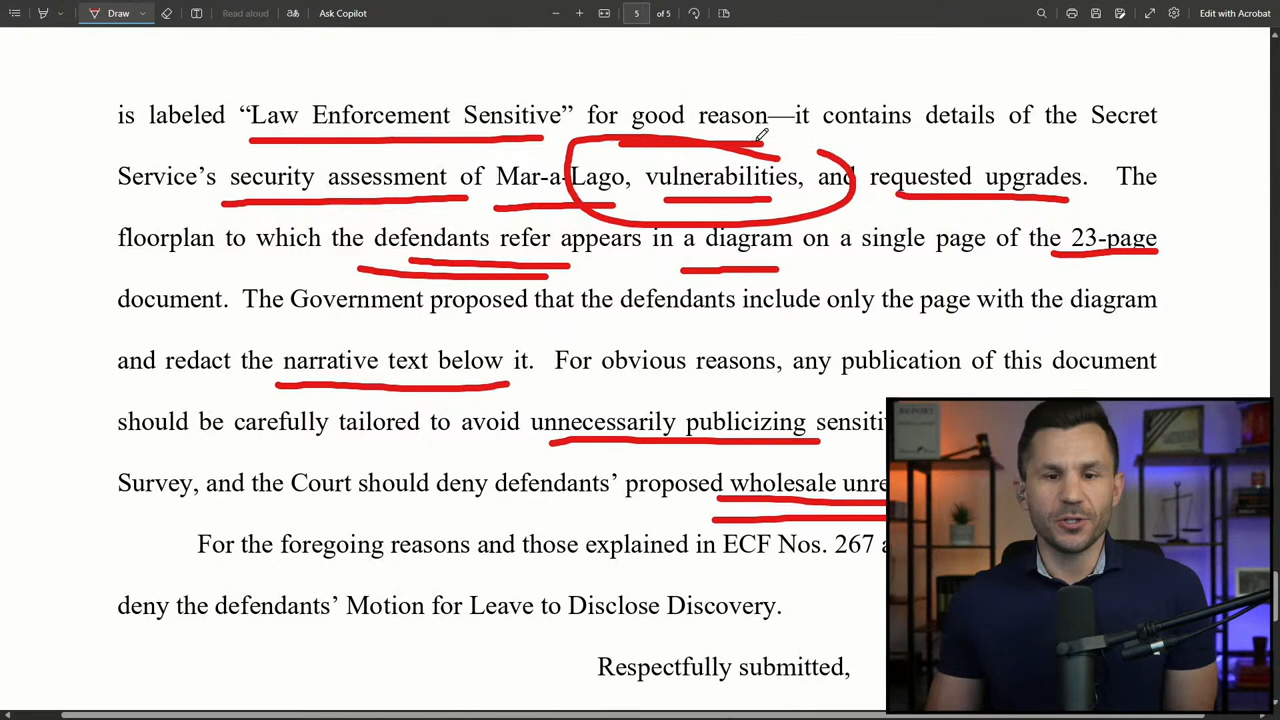 Draw
Read aloud
Ask Copilot
5 of 5
Edit with Acrobat
is labeled “Law Enforcement Sensitive” for good reason—it contains details of the Secret
Service’s security assessment of Mar-a-Lago, vulnerabilities, and requested upgrades. The
floorplan to which the defendants refer appears in a diagram on a single page of the 23-page
document. The Government proposed that the defendants include only the page with the diagram
and redact the narrative text below it. For obvious reasons, any publication of this document
should be carefully tailored to avoid unnecessarily publicizing
Survey, and the Court should deny defendants’ proposed wholesale
For the foregoing reasons and those explained in ECF Nos. 267
deny the defendants’ Motion for Leave to Disclose Discovery.
Respectfully submitted,